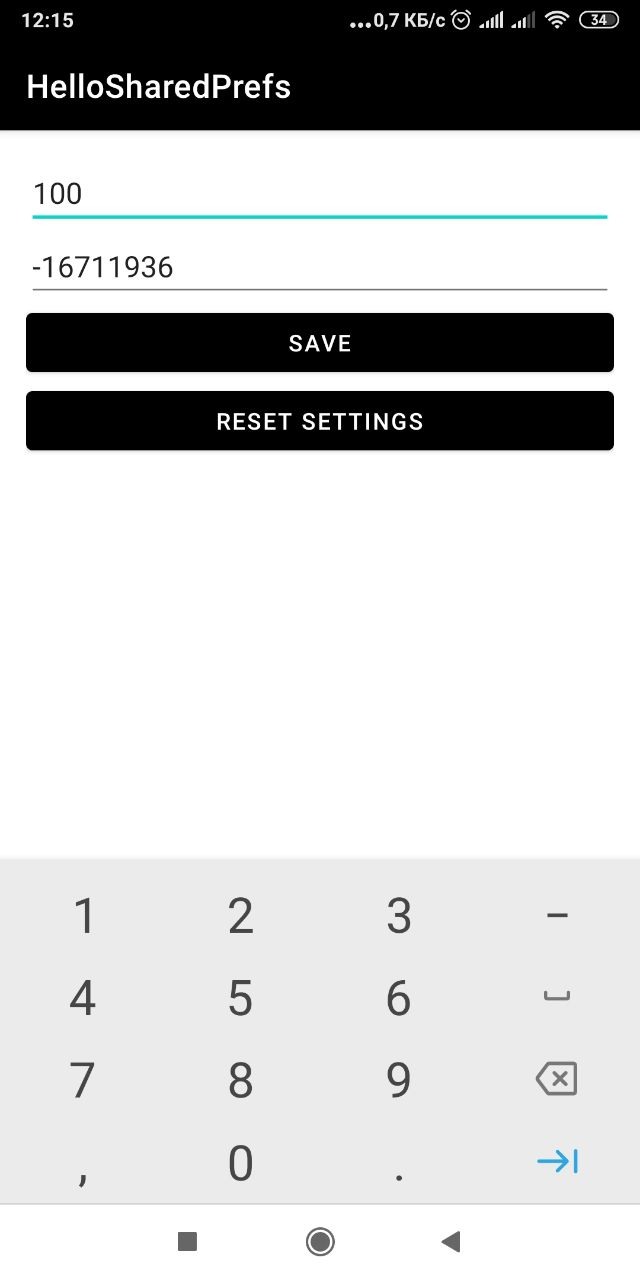 12:15 ...0,7 КБ/с 34
HelloSharedPrefs
100
-16711936
SAVE
RESET SETTINGS
1 2 3 –
4 5 6
7 8 9
, 0 .